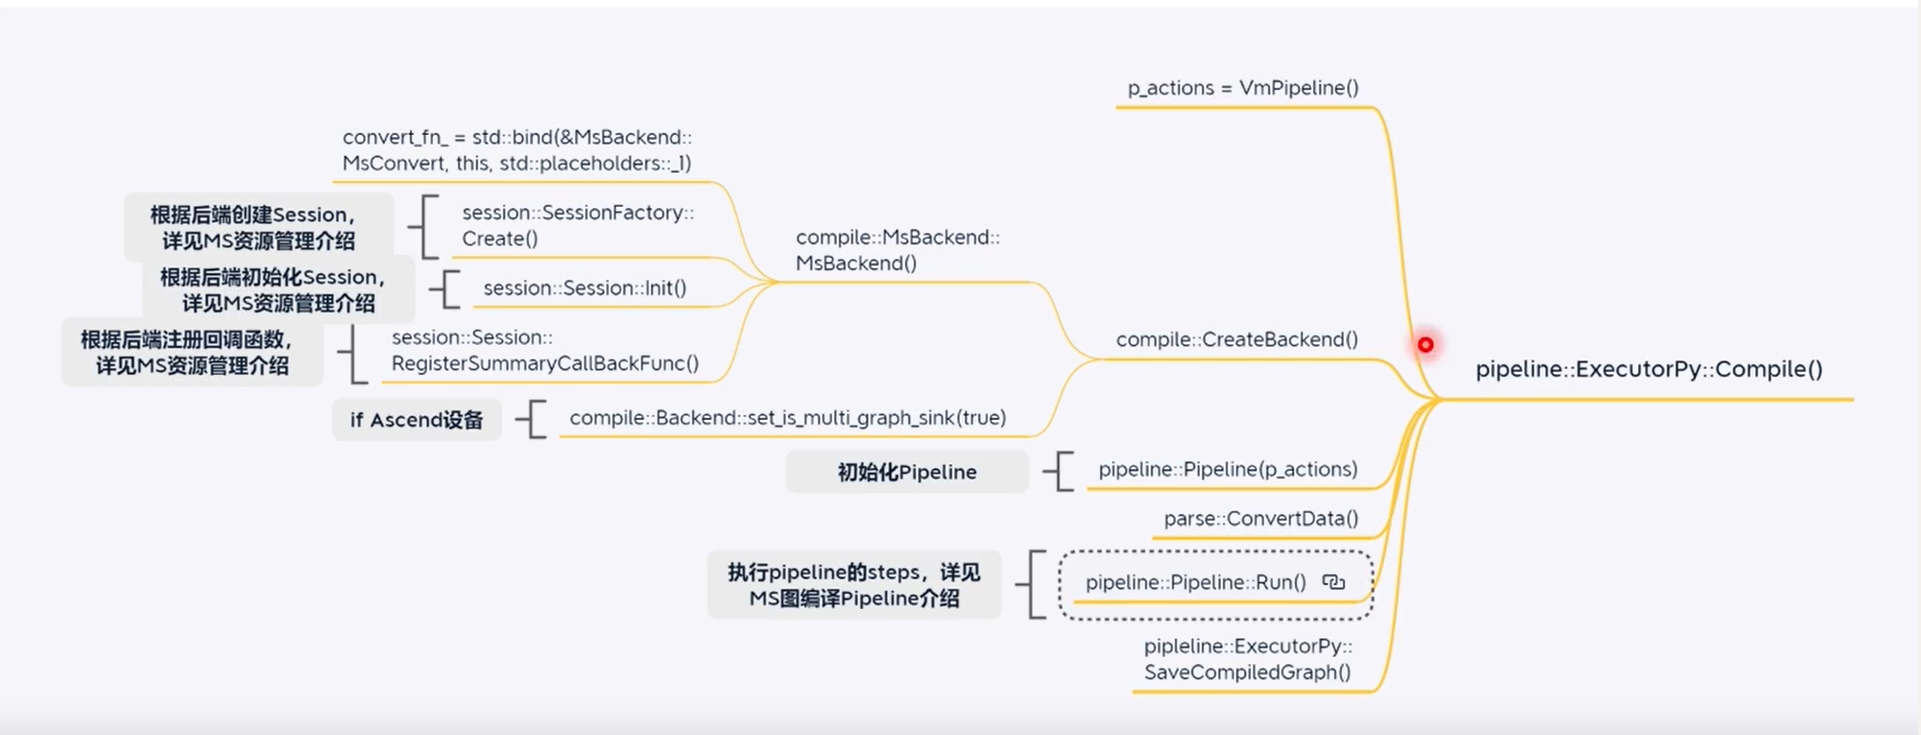 p_actions = VmPipeline()
convert_fn_ = std::bind(&MsBackend::
MsConvert, this, std::placeholders::_1)
根据后端创建Session，
详见MS资源管理介绍
session::SessionFactory::
Create()
compile::MsBackend::
MsBackend()
根据后端初始化Session，
详见MS资源管理介绍
session::Session::Init()
根据后端注册回调函数，
详见MS资源管理介绍
session::Session::
RegisterSummaryCallBackFunc()
compile::CreateBackend()
pipeline::ExecutorPy::Compile()
if Ascend设备
compile::Backend::set_is_multi_graph_sink(true)
初始化Pipeline
pipeline::Pipeline(p_actions)
parse::ConvertData()
执行pipeline的steps，详见
MS图编译Pipeline介绍
pipeline::Pipeline::Run()
pipleline::ExecutorPy::
SaveCompiledGraph()